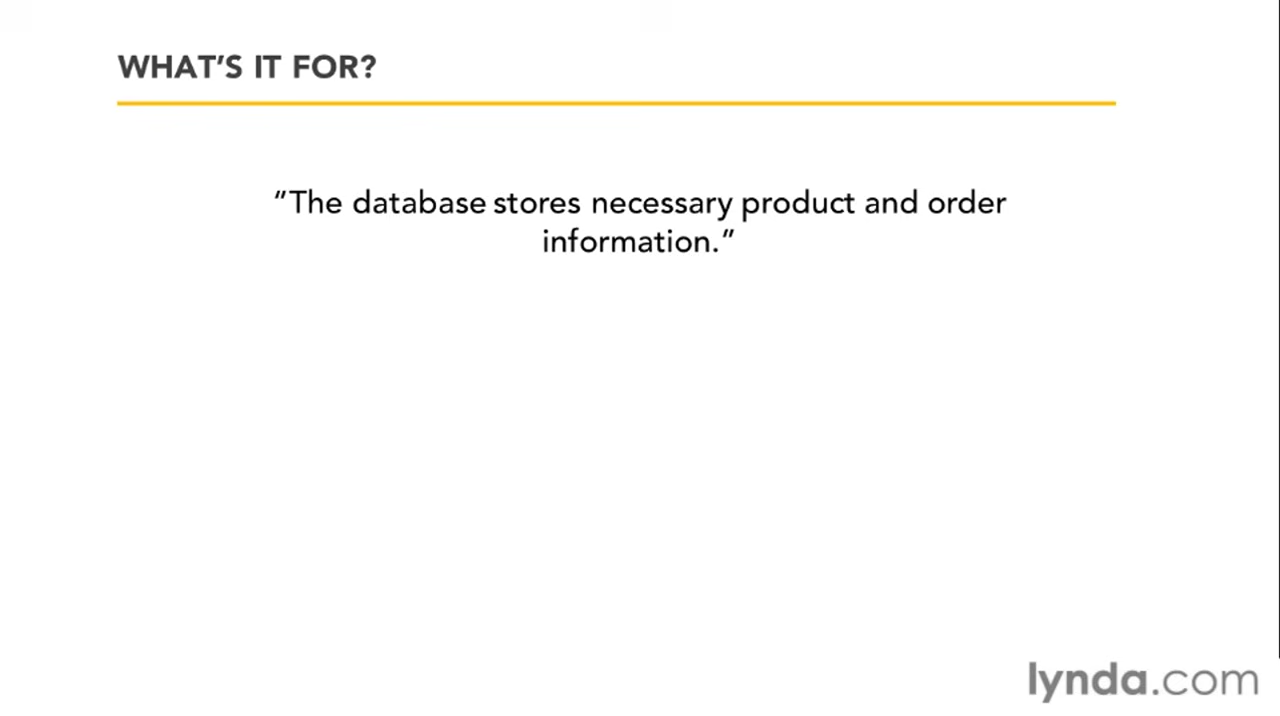 WHAT’S IT FOR?
“The database stores necessary product and order
information.”
lynda.com